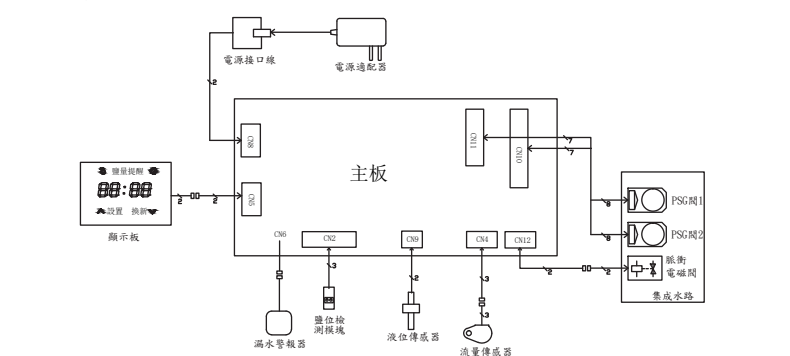 電源接口線
電源適配器
2
CN8
CN11
CN10
7
7
主板
鹽量提醒
88:88
設置 換新
顯示板
2
2
CN5
8
PSG閥1
8
PSG閥2
CN6
CN2
CN9
CN4
CN12
3
2
3
3
2
2
脈衝
電磁閥
集成水路
漏水警報器
鹽位檢
測模塊
液位傳感器
流量傳感器